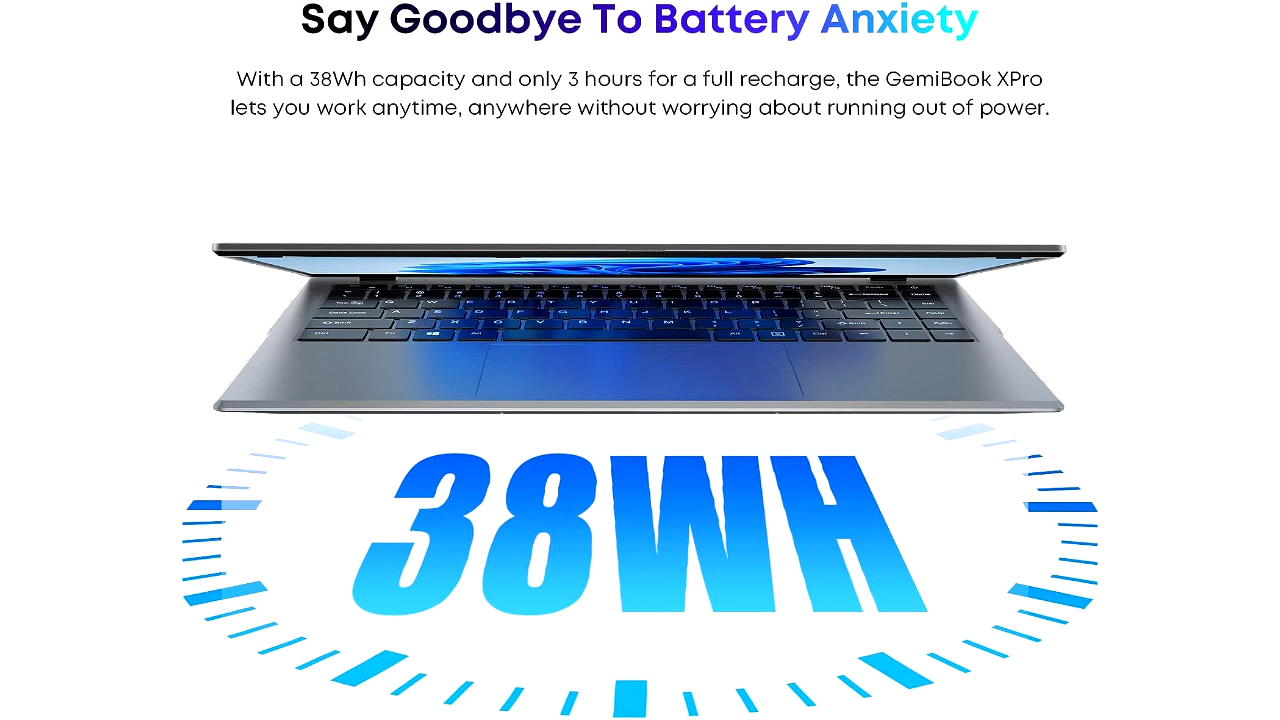 Say Goodbye To Battery Anxiety
With a 38Wh capacity and only 3 hours for a full recharge, the GemiBook XPro
lets you work anytime, anywhere without worrying about running out of power.
38WH